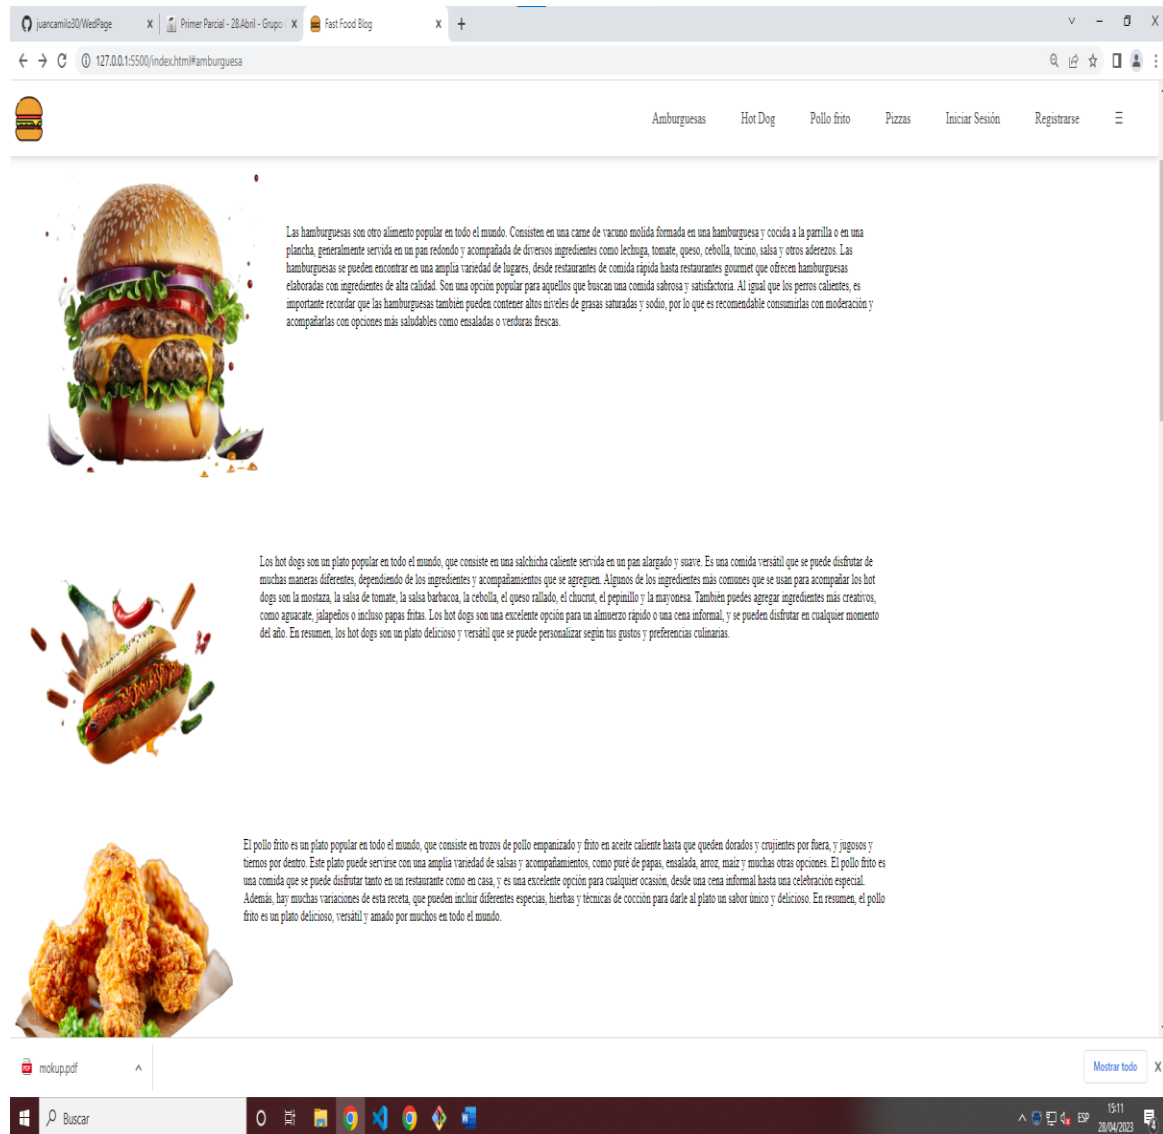 juancamilo30/WedPage
Primer Parcial - 28.Abril - Grupo
Fast Food Blog
127.0.0.1:5500/index.html#amburguesa
Amburguesas Hot Dog Pollo frito Pizzas Iniciar Sesión Registrarse
Las hamburguesas son otro alimento popular en todo el mundo. Consisten en una carne de vacuno molida formada en una hamburguesa y cocida a la parrilla o en una
plancha, generalmente servida en un pan redondo y acompañada de diversos ingredientes como lechuga, tomate, queso, cebolla, tocino, salsa y otros aderezos. Las
hamburguesas se pueden encontrar en una amplia variedad de lugares, desde restaurantes de comida rápida hasta restaurantes gourmet que ofrecen hamburguesas
elaboradas con ingredientes de alta calidad. Son una opción popular para aquellos que buscan una comida sabrosa y satisfactoria. Al igual que los perros calientes, es
importante recordar que las hamburguesas también pueden contener altos niveles de grasas saturadas y sodio, por lo que es recomendable consumirlas con moderación y
acompañarlas con opciones más saludables como ensaladas o verduras frescas.
Los hot dogs son un plato popular en todo el mundo, que consiste en una salchicha caliente servida en un pan alargado y suave. Es una comida versátil que se puede disfrutar de
muchas maneras diferentes, dependiendo de los ingredientes y acompañamientos que se agreguen. Algunos de los ingredientes más comunes que se usan para acompañar los hot
dogs son la mostaza, la salsa de tomate, la salsa barbacoa, la cebolla, el queso rallado, el chucrut, el pepinillo y la mayonesa. También puedes agregar ingredientes más creativos,
como aguacate, jalapeños o incluso papas fritas. Los hot dogs son una excelente opción para un almuerzo rápido o una cena informal, y se pueden disfrutar en cualquier momento
del año. En resumen, los hot dogs son un plato delicioso y versátil que se puede personalizar según tus gustos y preferencias culinarias.
El pollo frito es un plato popular en todo el mundo, que consiste en trozos de pollo empanizado y frito en aceite caliente hasta que queden dorados y crujientes por fuera, y jugosos y
tiernos por dentro. Este plato puede servirse con una amplia variedad de salsas y acompañamientos, como puré de papas, ensalada, arroz, maíz y muchas otras opciones. El pollo frito es
una comida que se puede disfrutar tanto en un restaurante como en casa, y es una excelente opción para cualquier ocasión, desde una cena informal hasta una celebración especial.
Además, hay muchas variaciones de esta receta, que pueden incluir diferentes especias, hierbas y técnicas de cocción para darle al plato un sabor único y delicioso. En resumen, el pollo
frito es un plato delicioso, versátil y amado por muchos en todo el mundo.
mokup.pdf
Mostrar todo
Buscar
ESP
15:11
28/04/2023